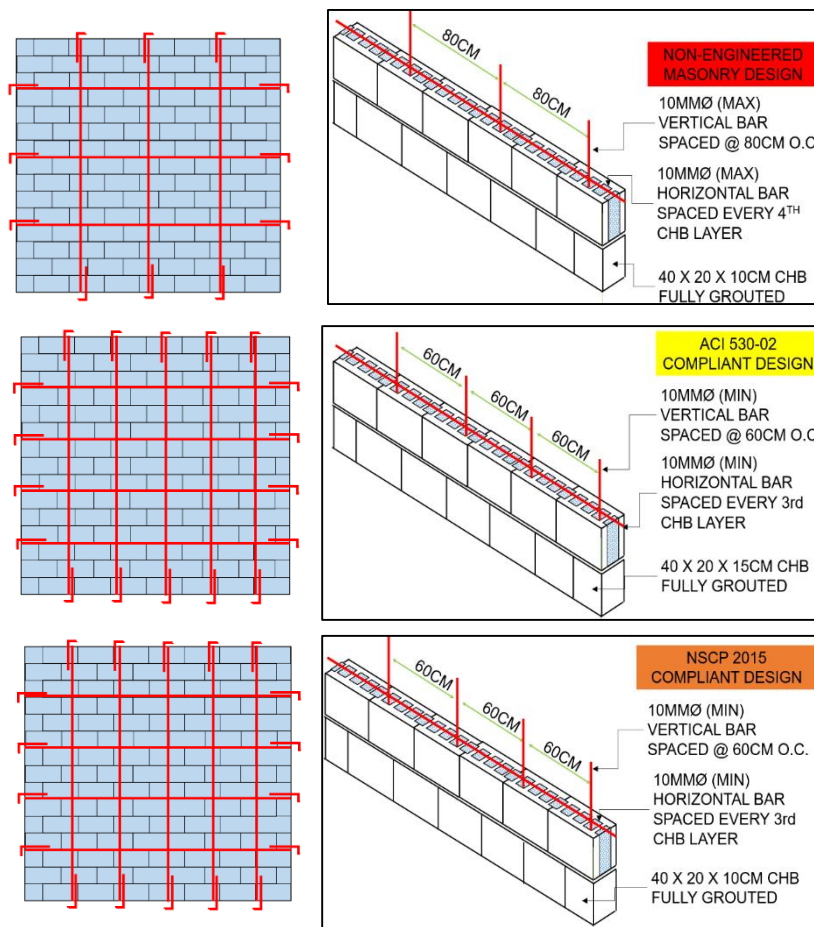 80CM
80CM
NON-ENGINEERED
MASONRY DESIGN
10MMØ (MAX)
VERTICAL BAR
SPACED @ 80CM O.C
10MMØ (MAX)
HORIZONTAL BAR
SPACED EVERY 4TH
CHB LAYER
40 X 20 X 10CM CHB
FULLY GROUTED
60CM
60CM
60CM
ACI 530-02
COMPLIANT DESIGN
10MMØ (MIN)
VERTICAL BAR
SPACED @ 60CM O.C
10MMØ (MIN)
HORIZONTAL BAR
SPACED EVERY 3rd
CHB LAYER
40 X 20 X 15CM CHB
FULLY GROUTED
60CM
60CM
60CM
NSCP 2015
COMPLIANT DESIGN
10MMØ (MIN)
VERTICAL BAR
SPACED @ 60CM O.C.
10MMØ (MIN)
HORIZONTAL BAR
SPACED EVERY 3rd
CHB LAYER
40 X 20 X 10CM CHB
FULLY GROUTED